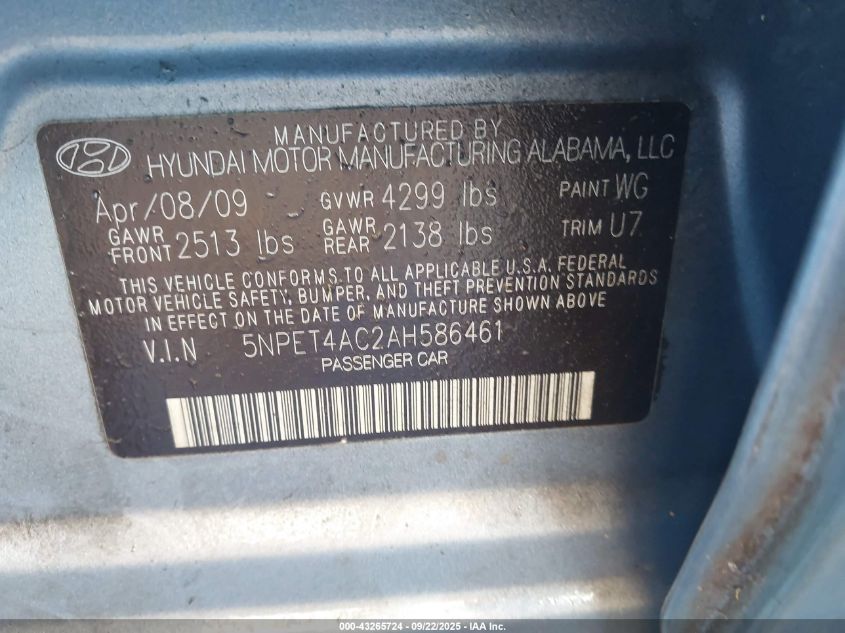 MANUFACTURED BY
HYUNDAI MOTOR MANUFACTURING ALABAMA, LLC
Apr/08/09 GVWR 4299 lbs PAINT WG
GAWR FRONT 2513 lbs GAWR REAR 2138 lbs TRIM U7
THIS VEHICLE CONFORMS TO ALL APPLICABLE U.S.A. FEDERAL
MOTOR VEHICLE SAFETY, BUMPER, AND THEFT PREVENTION STANDARDS
IN EFFECT ON THE DATE OF MANUFACTURE SHOWN ABOVE
V.I.N 5NPET4AC2AH586461
PASSENGER CAR
000-43265724 - 09/22/2025 - IAA Inc.